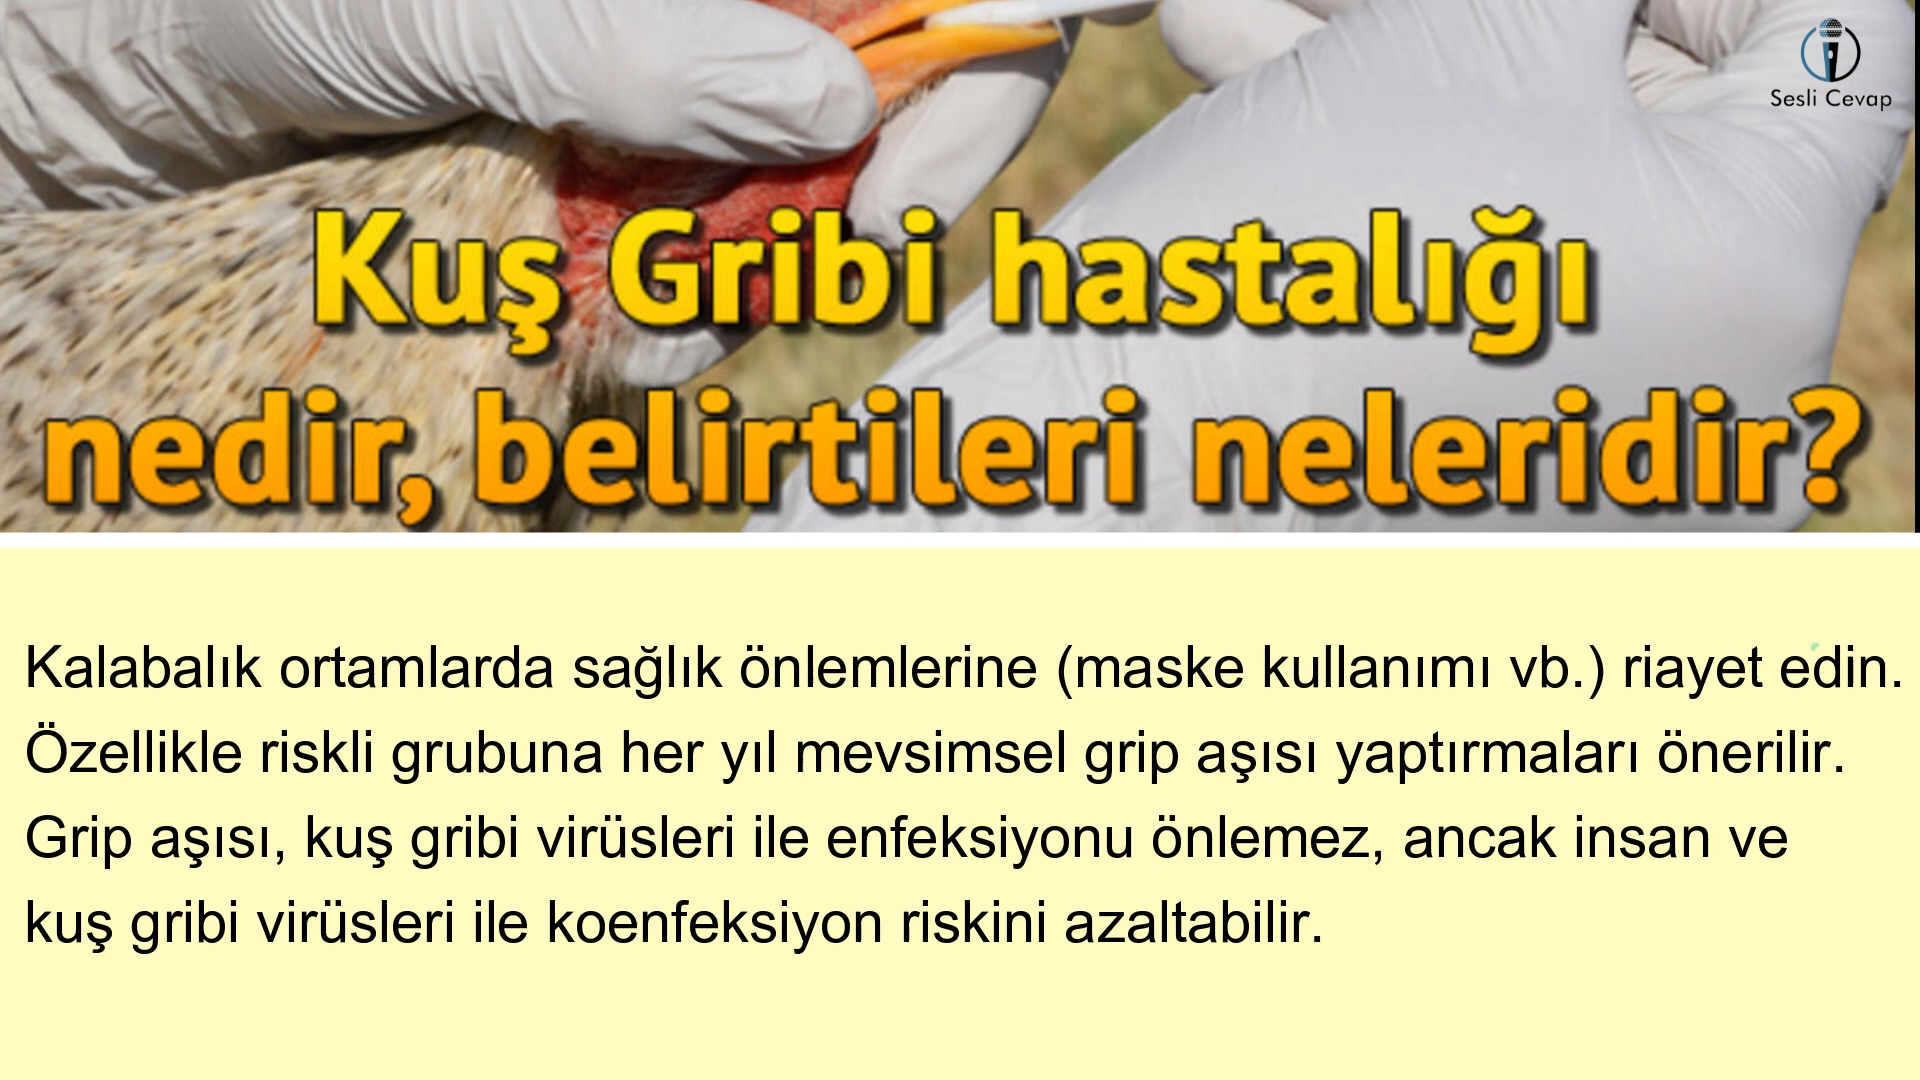 Sesli Cevap
Kuş Gribi hastalığı
nedir, belirtileri neleridir?
Kalabalık ortamlarda sağlık önlemlerine (maske kullanımı vb.) riayet edin.
Özellikle riskli grubuna her yıl mevsimsel grip aşısı yaptırmaları önerilir.
Grip aşısı, kuş gribi virüsleri ile enfeksiyonu önlemez, ancak insan ve
kuş gribi virüsleri ile koenfeksiyon riskini azaltabilir.